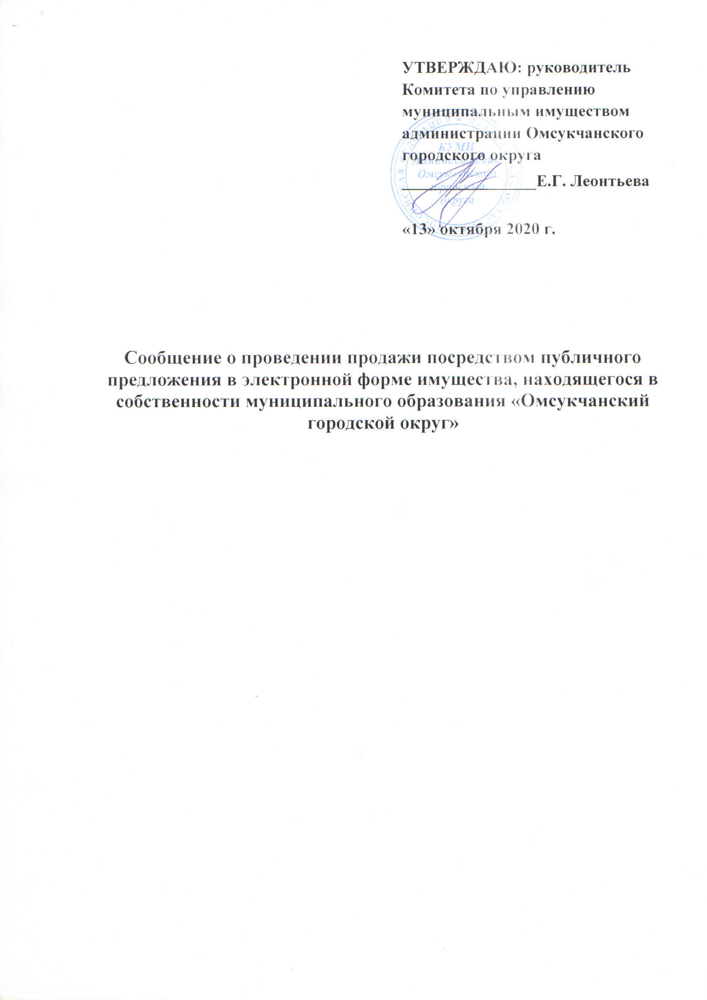 УТВЕРЖДАЮ: руководитель
Комитета по управлению
муниципальным имуществом
администрации Омсукчанского
городского округа
________________Е.Г. Леонтьева
КУМИ
Администрации
Омсукчанского
городского
округа
«13» октября 2020 г.
Сообщение о проведении продажи посредством публичного
предложения в электронной форме имущества, находящегося в
собственности муниципального образования «Омсукчанский
городской округ»